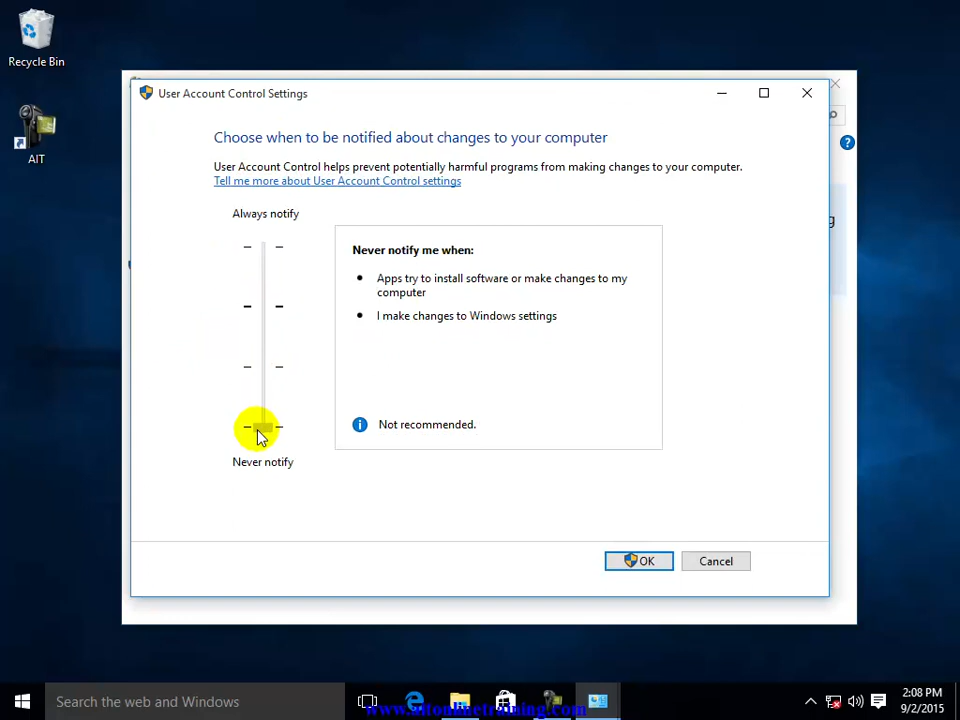 Recycle Bin
AIT
User Account Control Settings
Choose when to be notified about changes to your computer
User Account Control helps prevent potentially harmful programs from making changes to your computer.
Tell me more about User Account Control settings
Always notify
Never notify me when:
Apps try to install software or make changes to my
computer
I make changes to Windows settings
Not recommended.
Never notify
OK
Cancel
g
Search the web and Windows
2:08 PM
9/2/2015
www.aitonlinetraining.com/